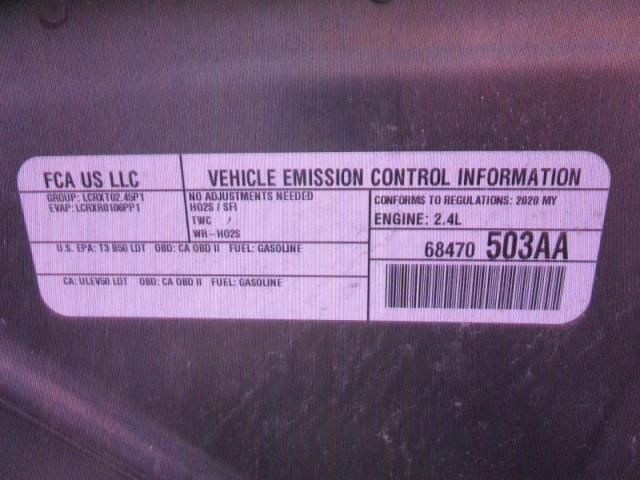 FCA US LLC
VEHICLE EMISSION CONTROL INFORMATION
GROUP: LCRXT02.45P1
EVAP: LCRXR0106PP1
NO ADJUSTMENTS NEEDED
HO2S / SFI
TWC /
WR-HO2S
CONFORMS TO REGULATIONS: 2020 MY
ENGINE: 2.4L
U.S. EPA: T3 B50 LDT OBD: CA OBD II FUEL: GASOLINE
68470 503AA
CA: ULEV50 LDT OBD: CA OBD II FUEL: GASOLINE